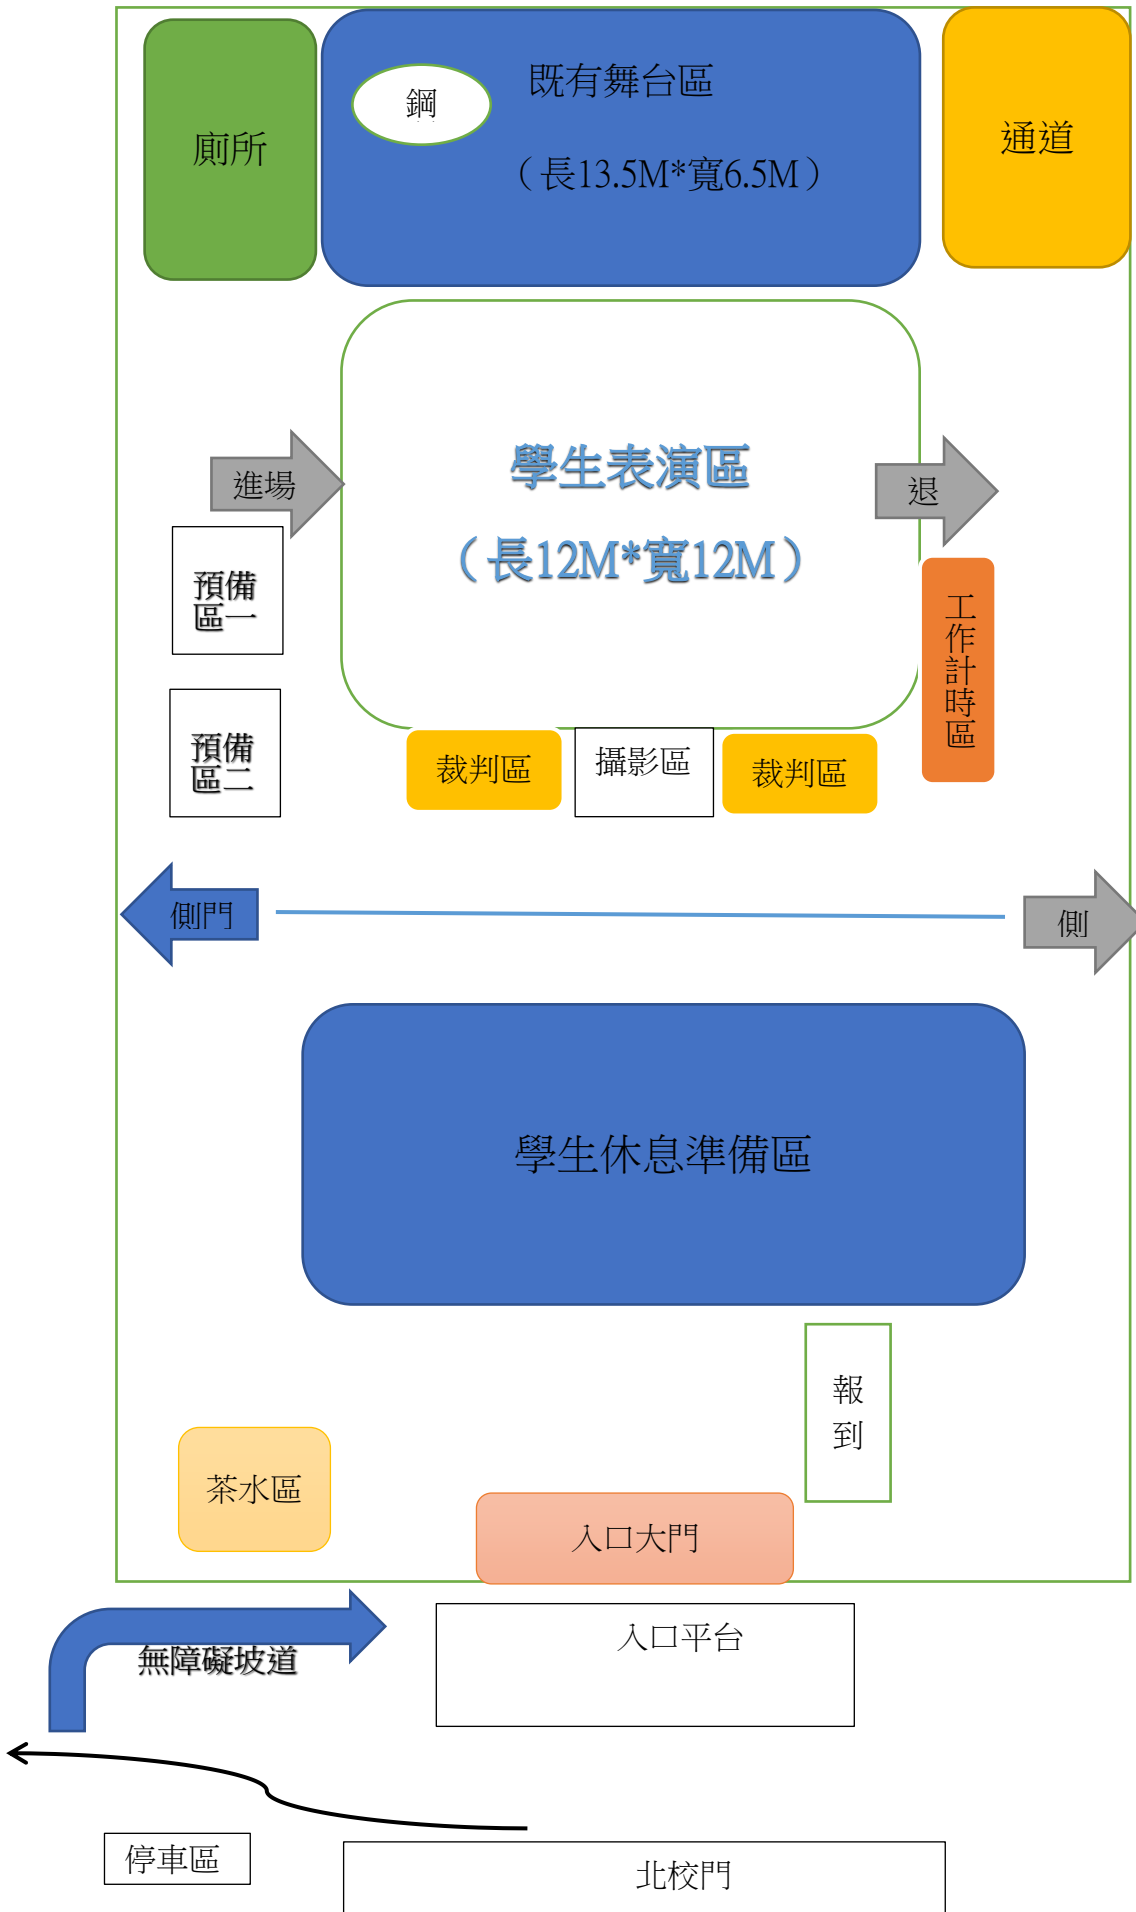 廁所
鋼
既有舞台區
（長13.5M*寬6.5M）
通道
進場
學生表演區
（長12M*寬12M）
退
預備
區一
工作計時區
預備
區二
裁判區
攝影區
裁判區
側門
側
學生休息準備區
報
到
茶水區
入口大門
入口平台
無障礙坡道
停車區
北校門